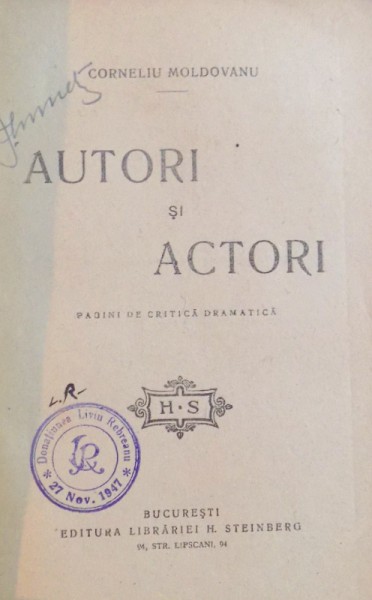 CORNELIU MOLDOVANU
AUTORI
ȘI
ACTORI
PAGINI DE CRITICĂ DRAMATICĂ
H·S
L.R-
* Donațiunea Liviu Rebreanu *
LR
27 Nov. 1947
BUCUREȘTI
EDITURA LIBRĂRIEI H. STEINBERG
94, STR. LIPSCANI, 94